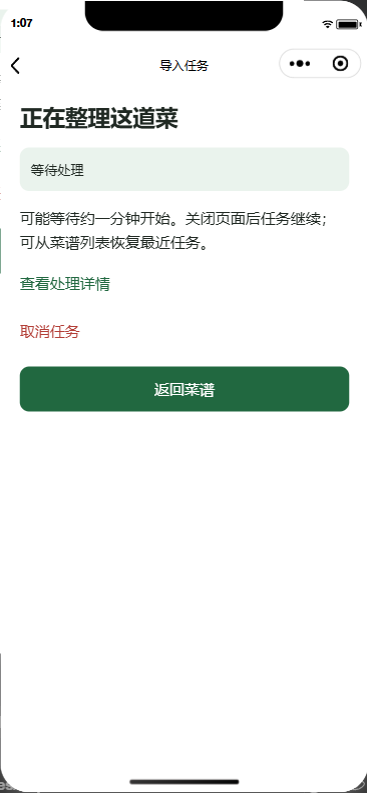 1:07
导入任务
正在整理这道菜
等待处理
可能等待约一分钟开始。关闭页面后任务继续；
可从菜谱列表恢复最近任务。
查看处理详情
取消任务
返回菜谱